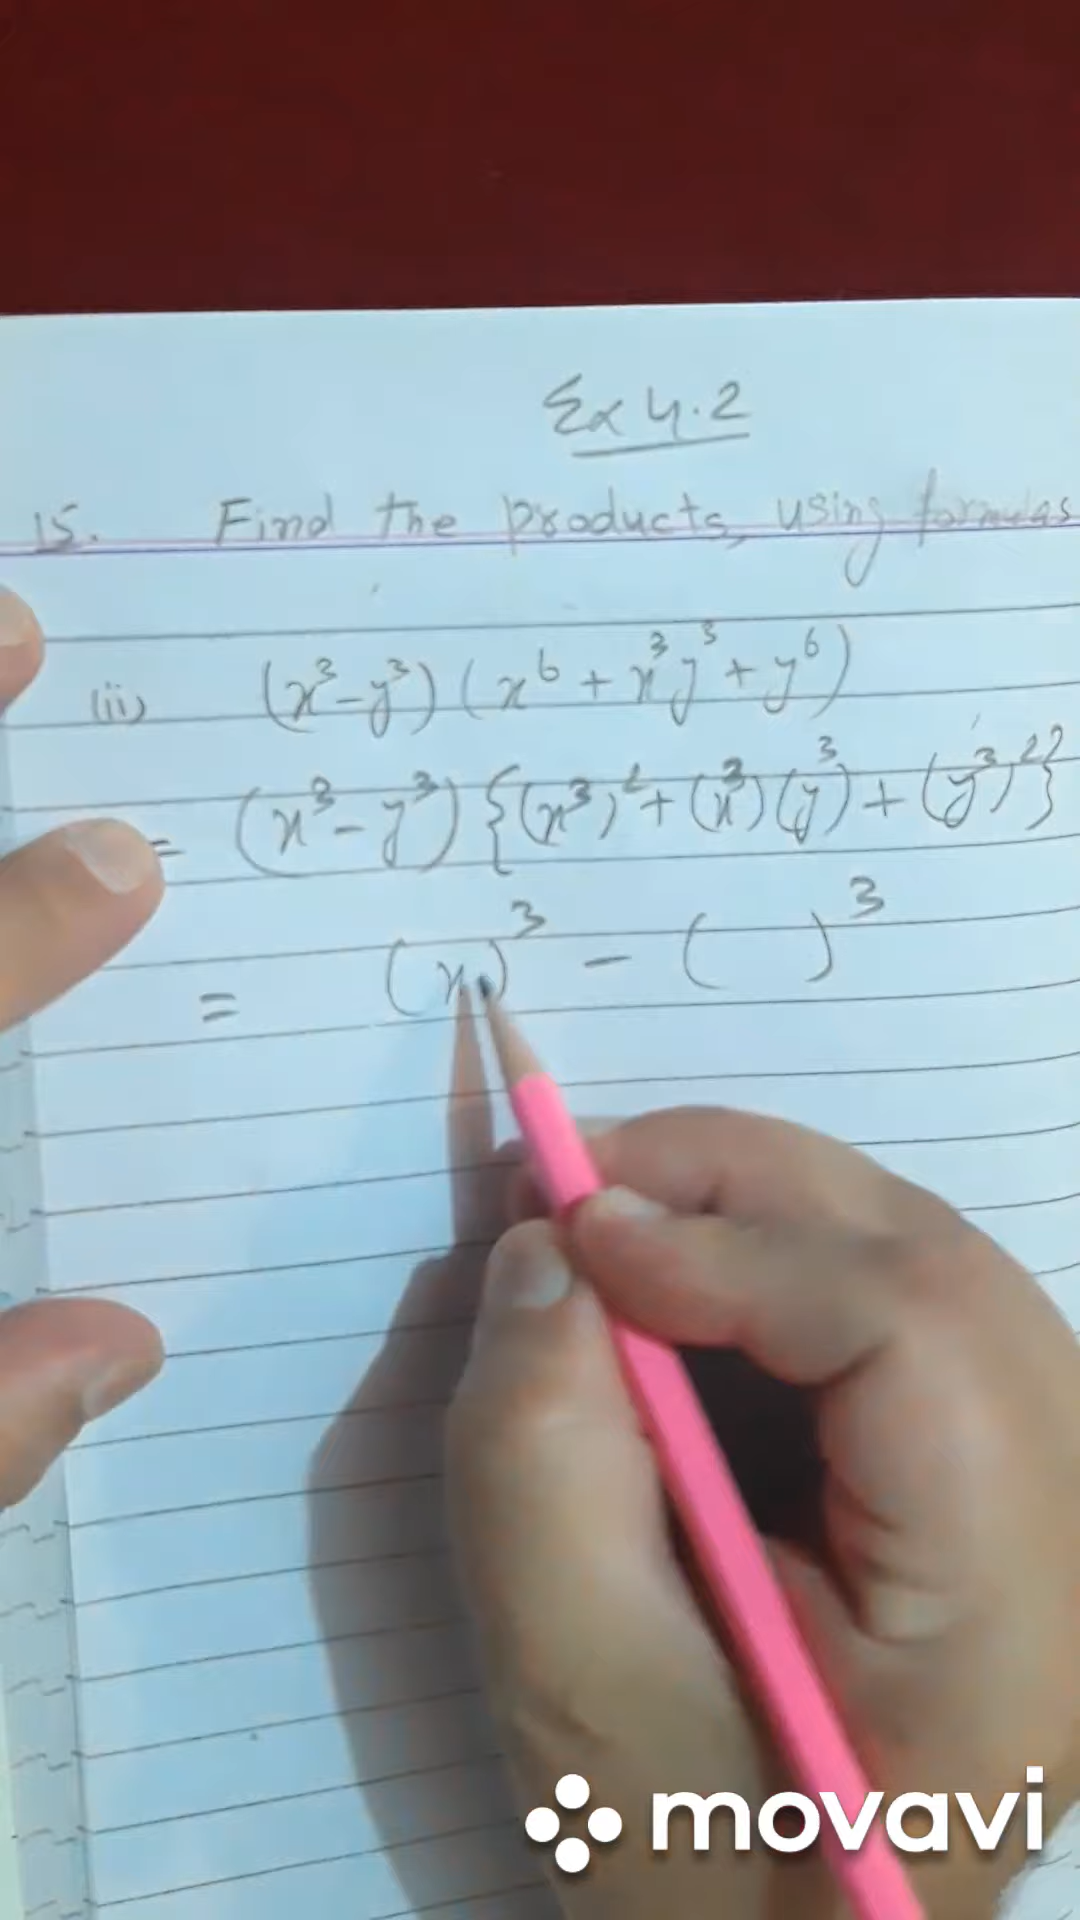 Ex 4.2
15. Find the products, using formulas
(ii) (x³-y³) (x⁶ + x³y³ + y⁶)
= (x³ - y³) {(x³)² + (x³)(y³) + (y³)²}
= (x )³ - ( )³
movavi